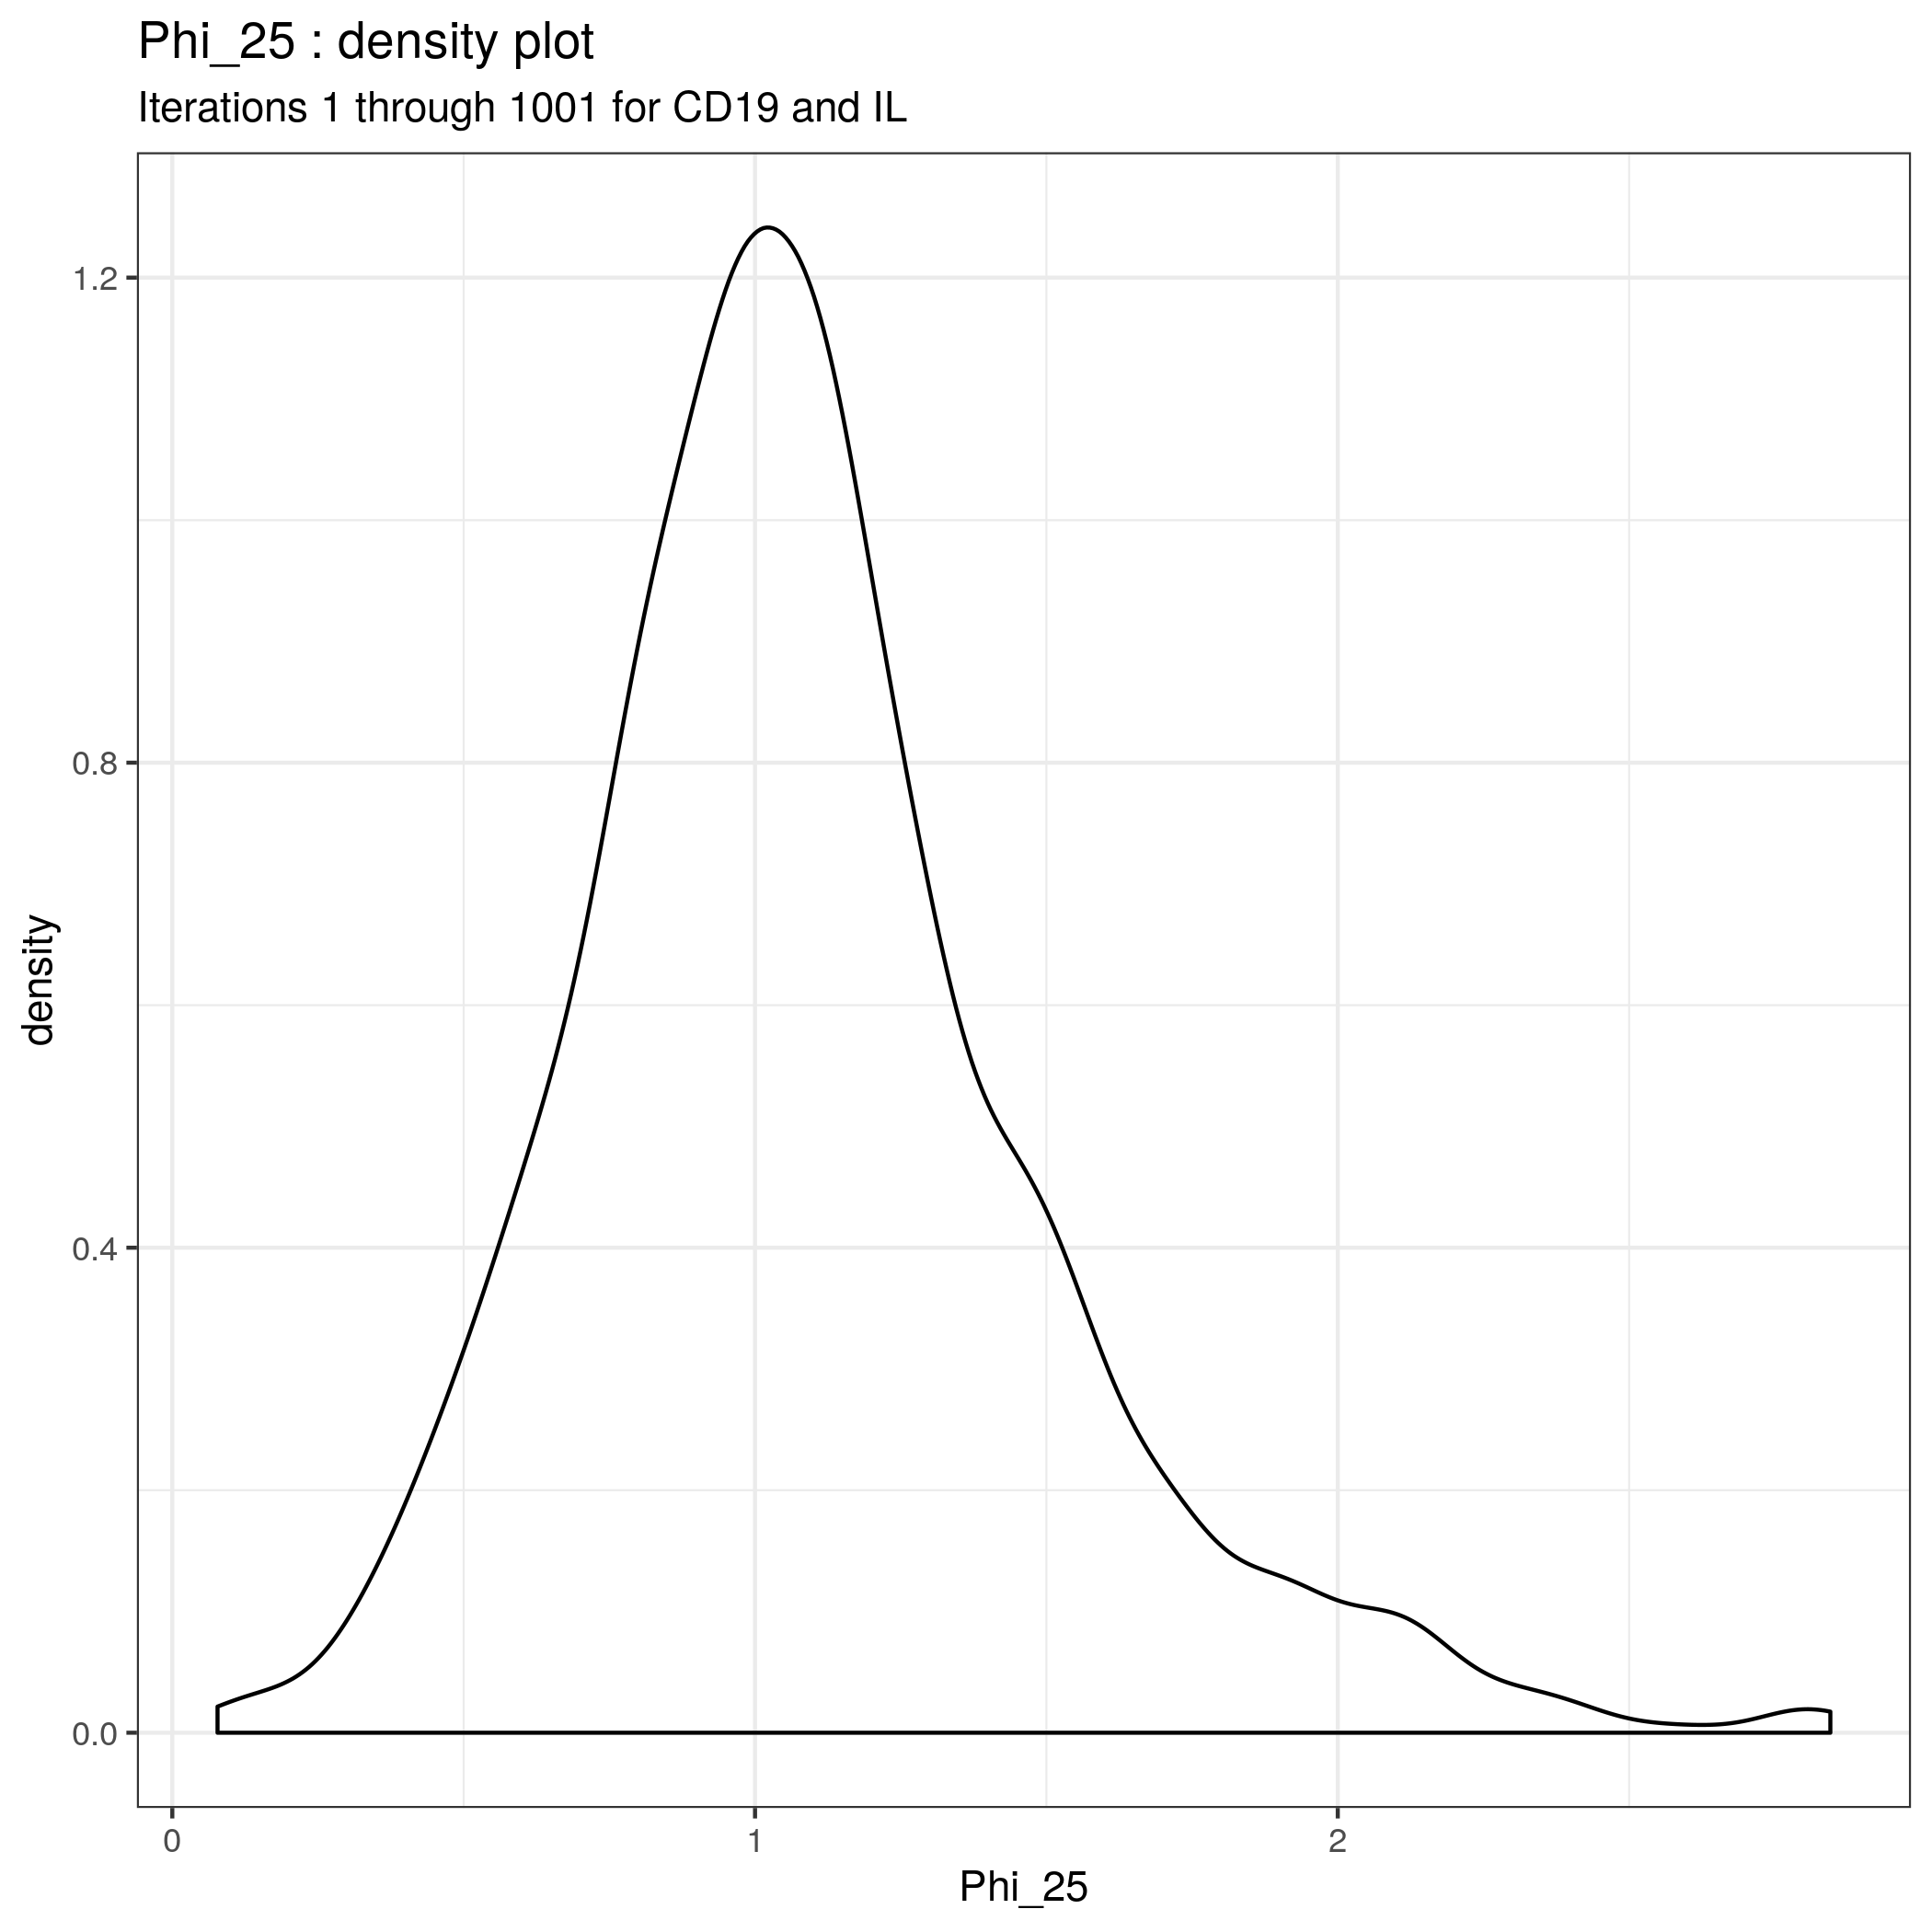 Phi_25 : density plot
Iterations 1 through 1001 for CD19 and IL
1.2
0.8
0.4
0.0
density
0
1
2
Phi_25